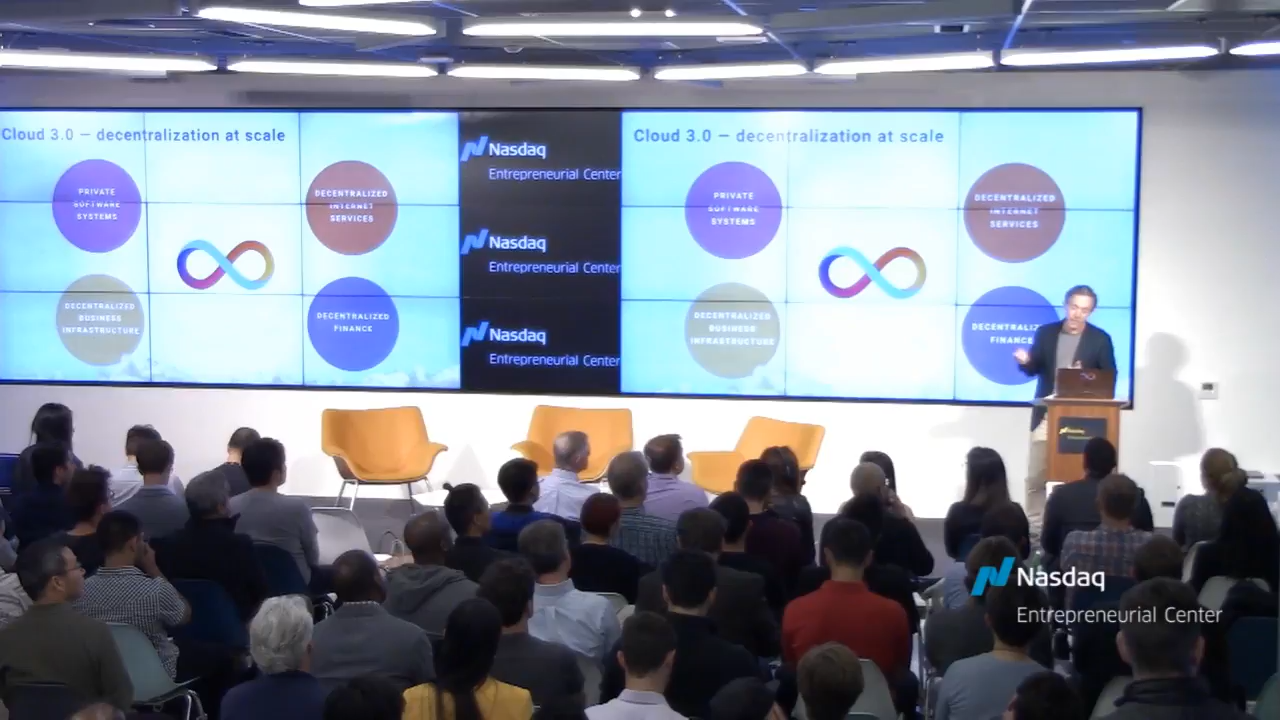 Cloud 3.0 — decentralization at scale
PRIVATE
SOFTWARE
SYSTEMS
DECENTRALIZED
INTERNET
SERVICES
DECENTRALIZED
BUSINESS
INFRASTRUCTURE
DECENTRALIZED
FINANCE
Nasdaq
Entrepreneurial Center
Nasdaq
Entrepreneurial Center
Nasdaq
Entrepreneurial Center
Cloud 3.0 — decentralization at scale
PRIVATE
SOFTWARE
SYSTEMS
DECENTRALIZED
INTERNET
SERVICES
DECENTRALIZED
BUSINESS
INFRASTRUCTURE
DECENTRALIZ
FINANCE
Nasdaq
Entrepreneurial Center